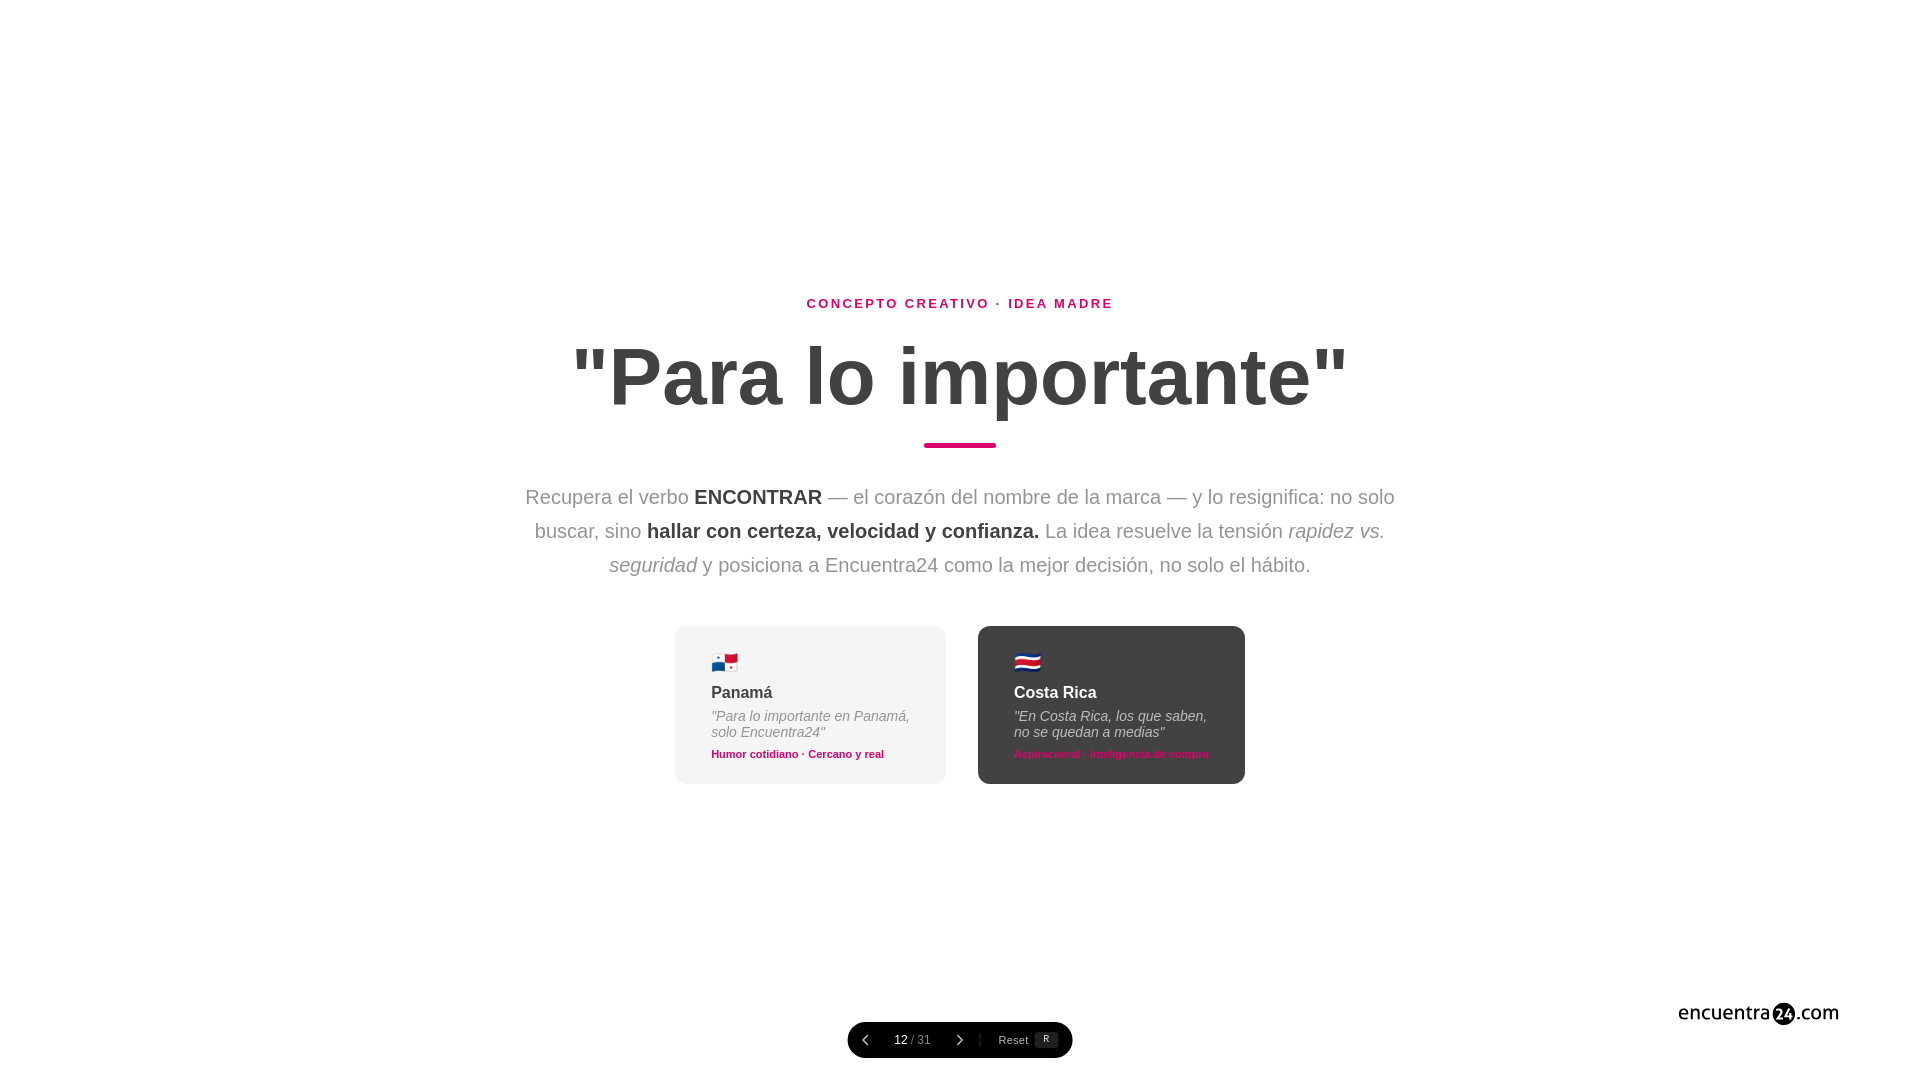 CONCEPTO CREATIVO · IDEA MADRE
"Para lo importante"
Recupera el verbo ENCONTRAR — el corazón del nombre de la marca — y lo resignifica: no solo
buscar, sino hallar con certeza, velocidad y confianza. La idea resuelve la tensión rapidez vs.
seguridad y posiciona a Encuentra24 como la mejor decisión, no solo el hábito.
Panamá
"Para lo importante en Panamá,
solo Encuentra24"
Humor cotidiano · Cercano y real
Costa Rica
"En Costa Rica, los que saben,
no se quedan a medias"
Aspiracional · Inteligencia de compra
encuentra24.com
12 / 31
Reset R